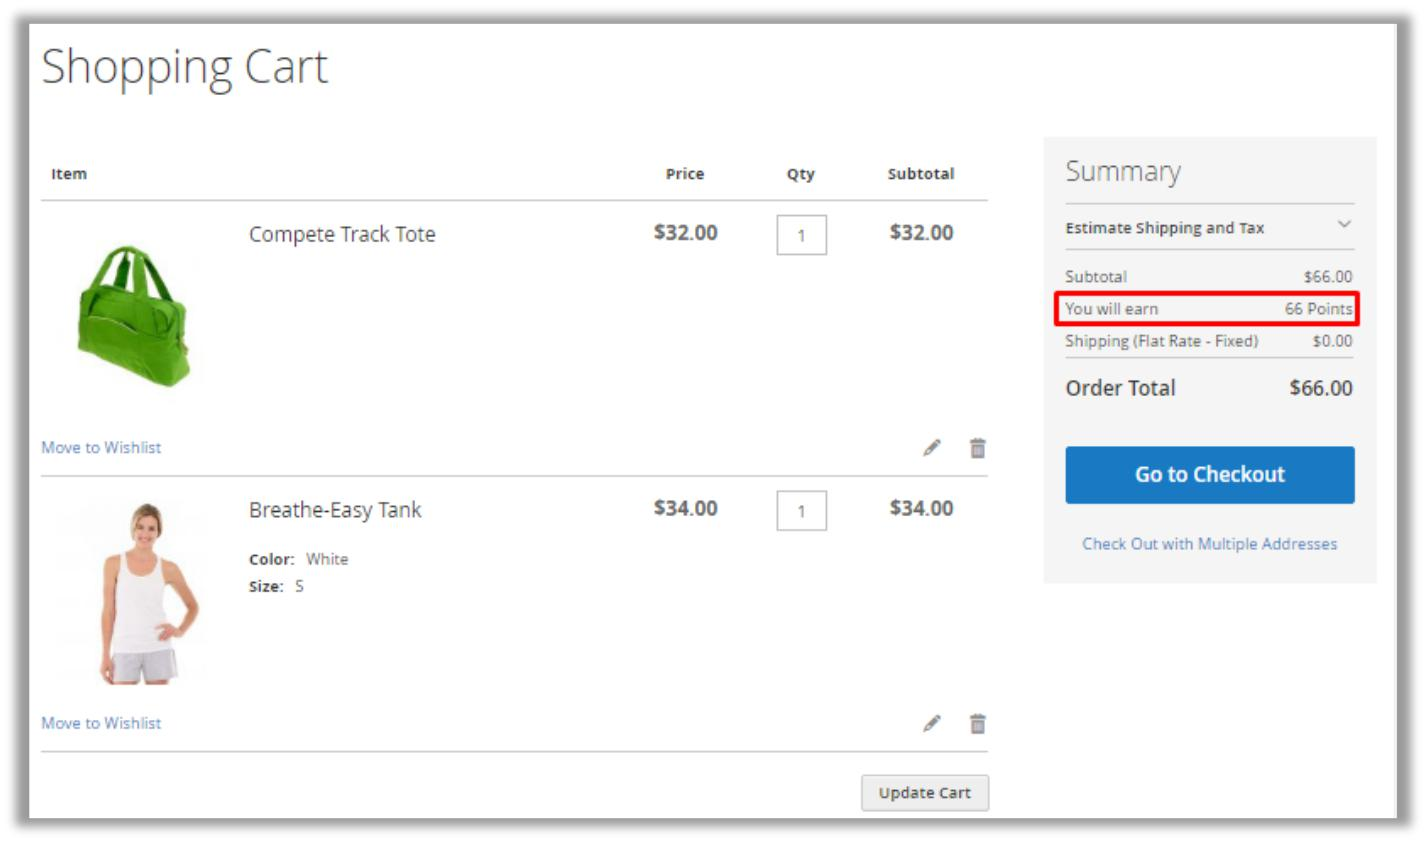 Shopping Cart
Item Price Qty Subtotal
Compete Track Tote $32.00 1 $32.00
Move to Wishlist
Breathe-Easy Tank $34.00 1 $34.00
Color: White
Size: S
Move to Wishlist
Update Cart
Summary
Estimate Shipping and Tax
Subtotal $66.00
You will earn 66 Points
Shipping (Flat Rate - Fixed) $0.00
Order Total $66.00
Go to Checkout
Check Out with Multiple Addresses